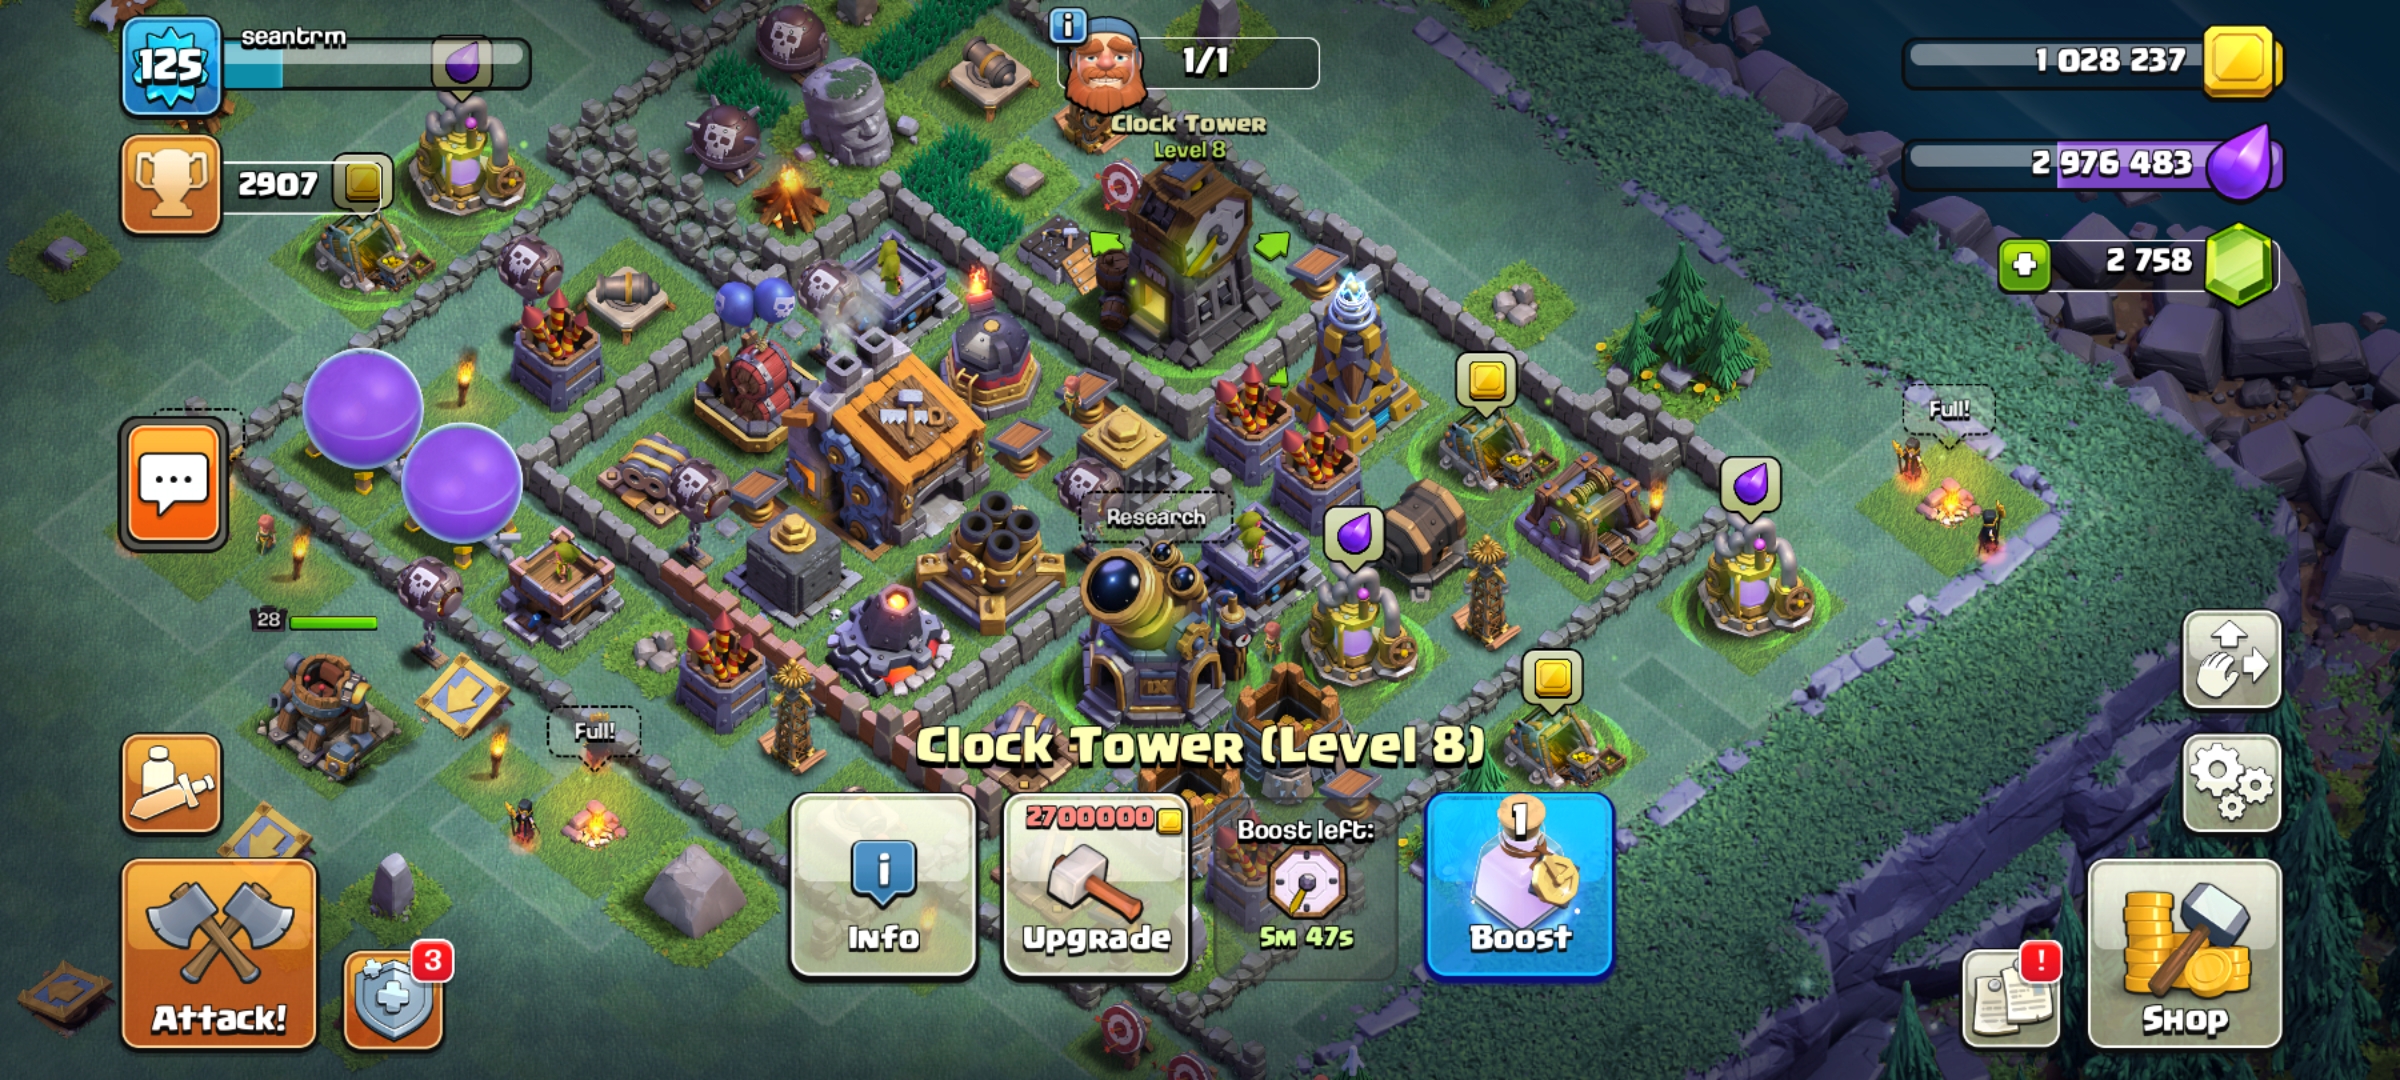 125
seantrm
1/1
1 028 237
Clock Tower
Level 8
2 976 483
2907
2 758
Full!
Research
28
Full!
Clock Tower (Level 8)
2700000
Boost left:
1
Info
Upgrade
5m 47s
Boost
Attack!
3
!
Shop